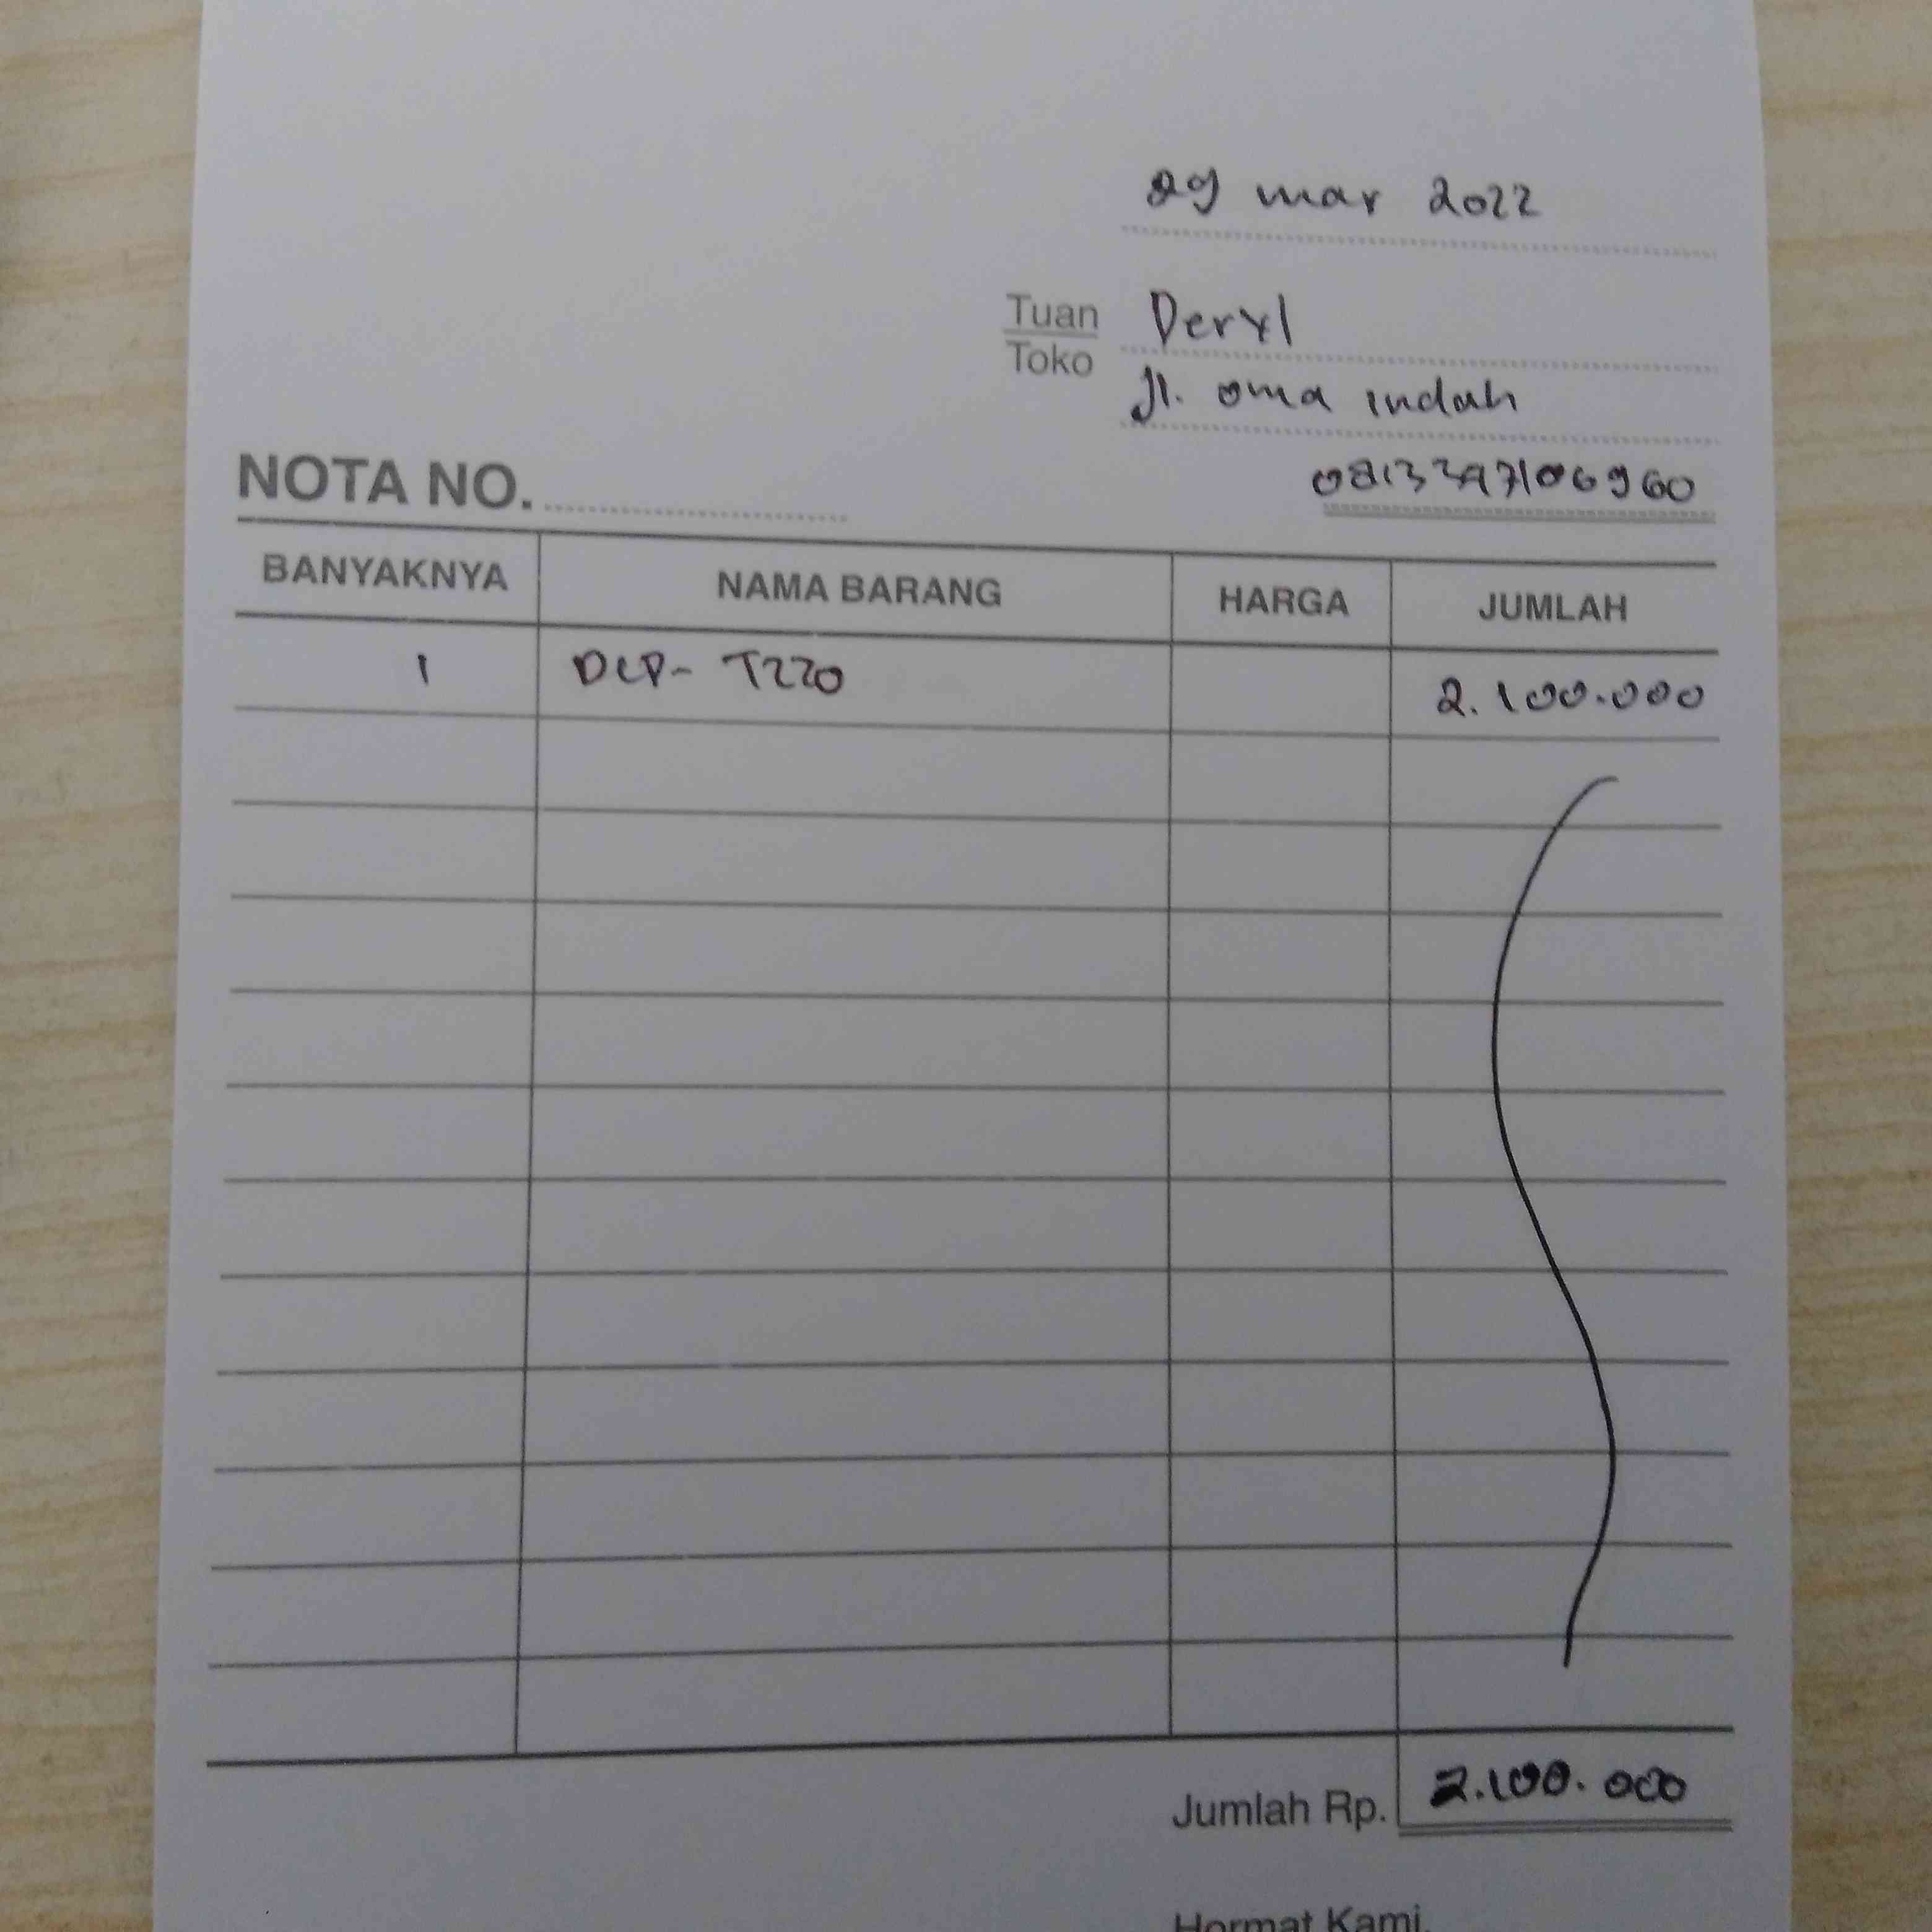 29 mar 2022
Tuan Deryl
Toko
Jl. oma indah
NOTA NO.
BANYAKNYA NAMA BARANG HARGA JUMLAH
1 DCP- T220 2.100.000
Jumlah Rp. 2.100.000
Hormat Kami,